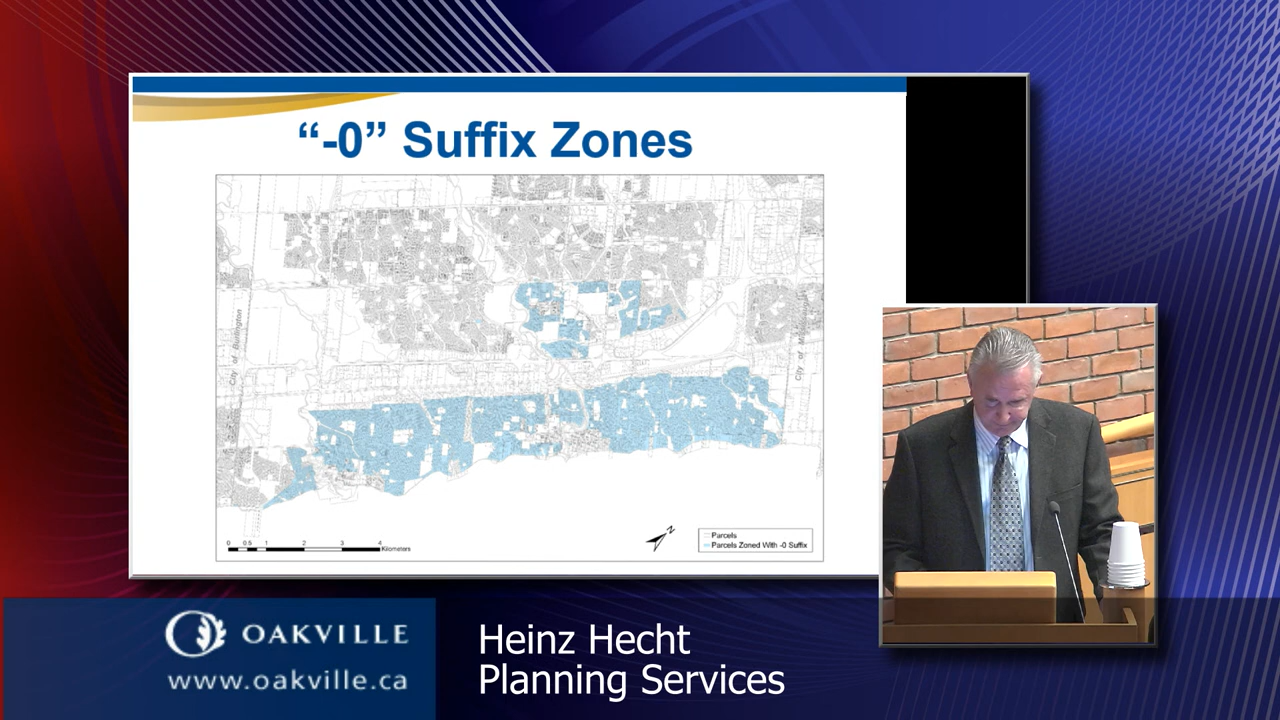 “-0” Suffix Zones
City of Burlington
City of
0 0.5 1 2 3 4
Kilometers
N
Parcels
Parcels Zoned With -0 Suffix
OAKVILLE
www.oakville.ca
Heinz Hecht
Planning Services